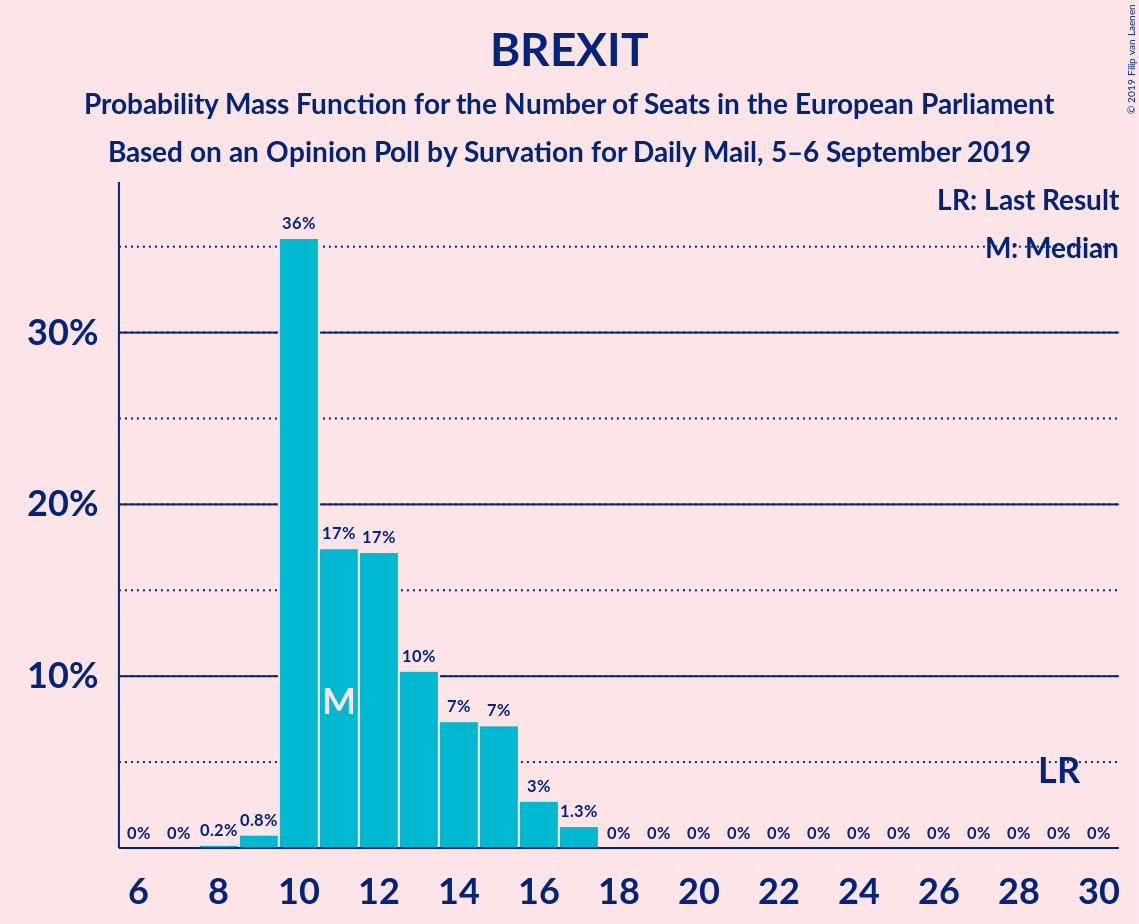 BREXIT
Probability Mass Function for the Number of Seats in the European Parliament
Based on an Opinion Poll by Survation for Daily Mail, 5–6 September 2019
© 2019 Filip van Laenen
LR: Last Result
M: Median
36%
30%
20%
17% 17%
10%
10%
M
7% 7%
LR
3%
1.3%
0% 0% 0.2% 0.8% 0% 0% 0% 0% 0% 0% 0% 0% 0% 0% 0% 0% 0%
6 8 10 12 14 16 18 20 22 24 26 28 30